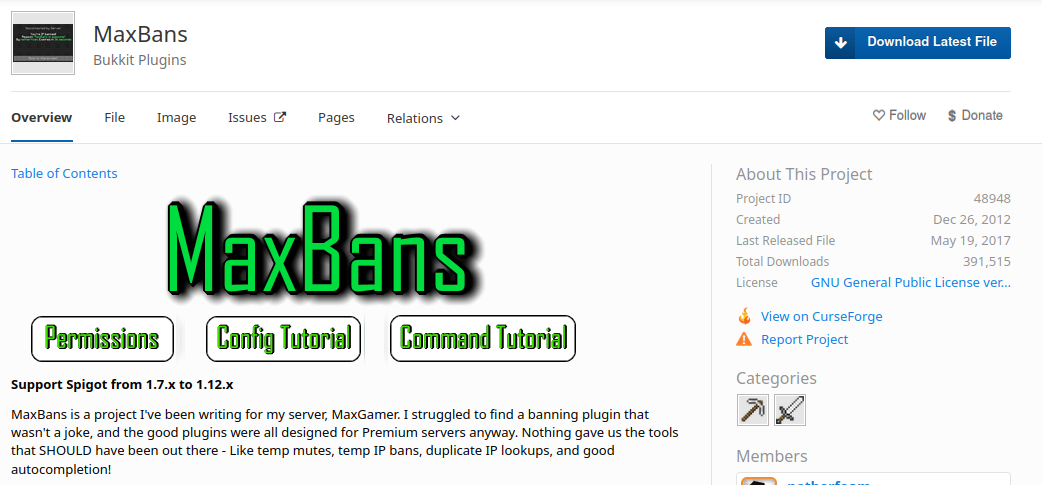 MaxBans
Bukkit Plugins
Download Latest File
Overview
File
Image
Issues
Pages
Relations
Follow
$ Donate
Table of Contents
MaxBans
Permissions
Config Tutorial
Command Tutorial
Support Spigot from 1.7.x to 1.12.x
MaxBans is a project I've been writing for my server, MaxGamer. I struggled to find a banning plugin that
wasn't a joke, and the good plugins were all designed for Premium servers anyway. Nothing gave us the tools
that SHOULD have been out there - Like temp mutes, temp IP bans, duplicate IP lookups, and good
autocompletion!
About This Project
Project ID 48948
Created Dec 26, 2012
Last Released File May 19, 2017
Total Downloads 391,515
License GNU General Public License ver...
View on CurseForge
Report Project
Categories
Members